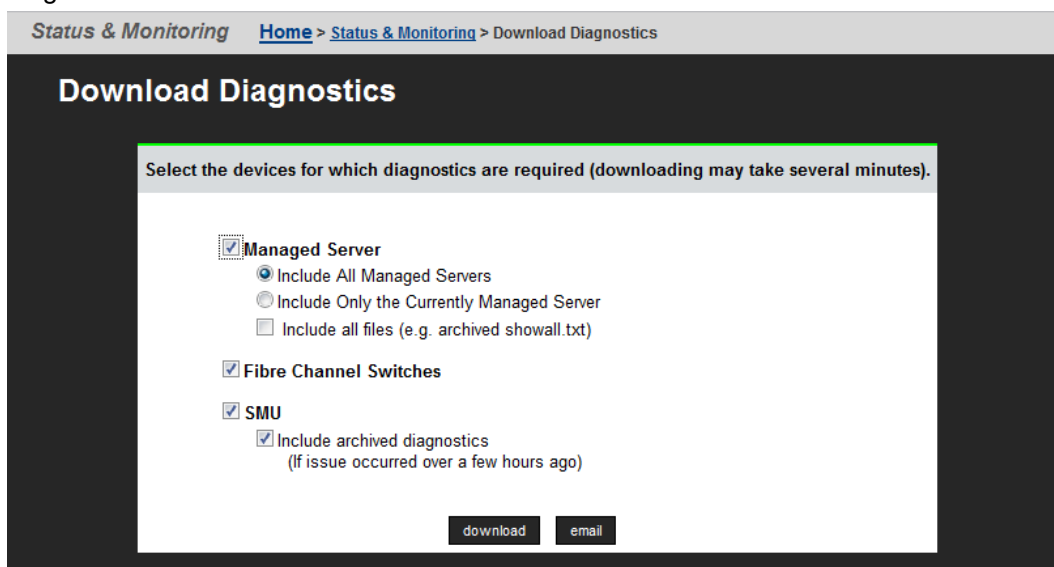 Status & Monitoring Home > Status & Monitoring > Download Diagnostics
Download Diagnostics
Select the devices for which diagnostics are required (downloading may take several minutes).
Managed Server
Include All Managed Servers
Include Only the Currently Managed Server
Include all files (e.g. archived showall.txt)
Fibre Channel Switches
SMU
Include archived diagnostics
(If issue occurred over a few hours ago)
download email